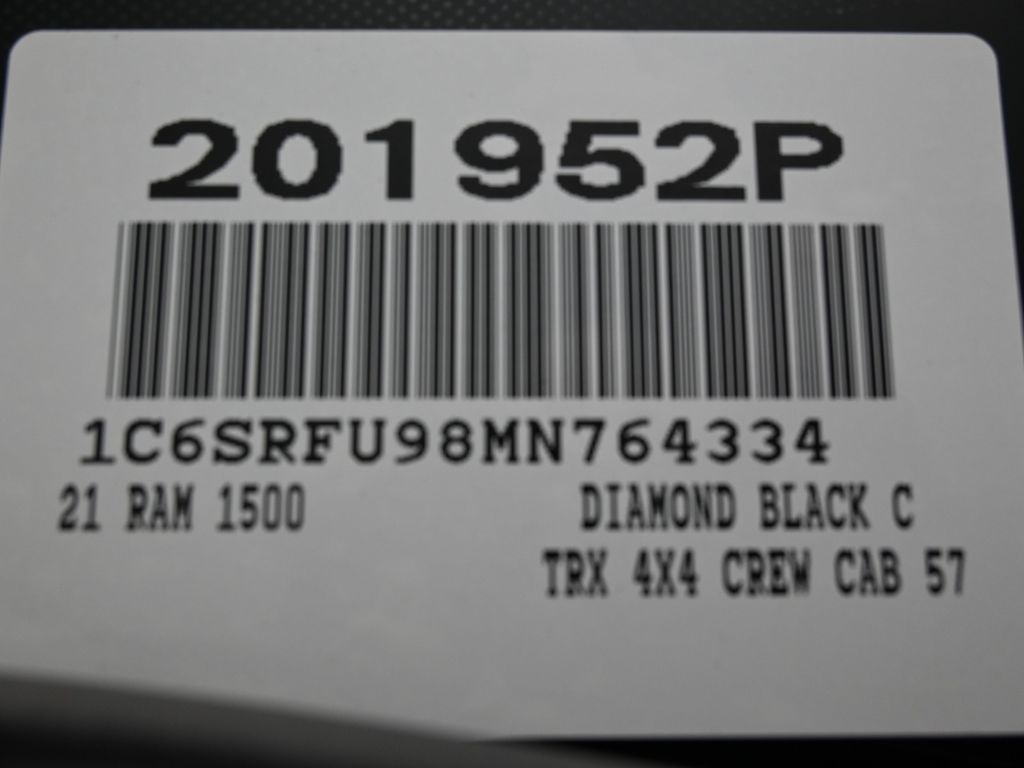 201952P
1C6SRFU98MN764334
21 RAM 1500 DIAMOND BLACK C
TRX 4X4 CREW CAB 57